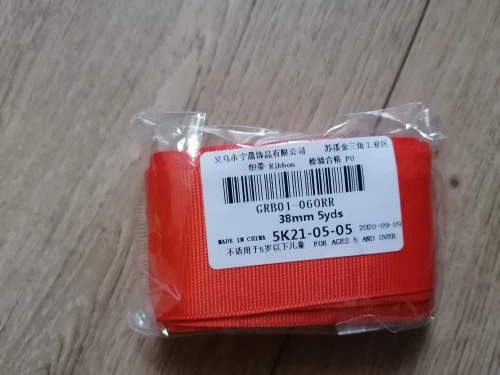 义乌市宁晟饰品有限公司 苏溪金三角工业区
织带 Ribbon 检验合格 PO
GRB01-060RR
38mm 5yds
MADE IN CHINA 5K21-05-05 2020-09-09
不适用于5岁以下儿童 FOR AGES 5 AND OVER